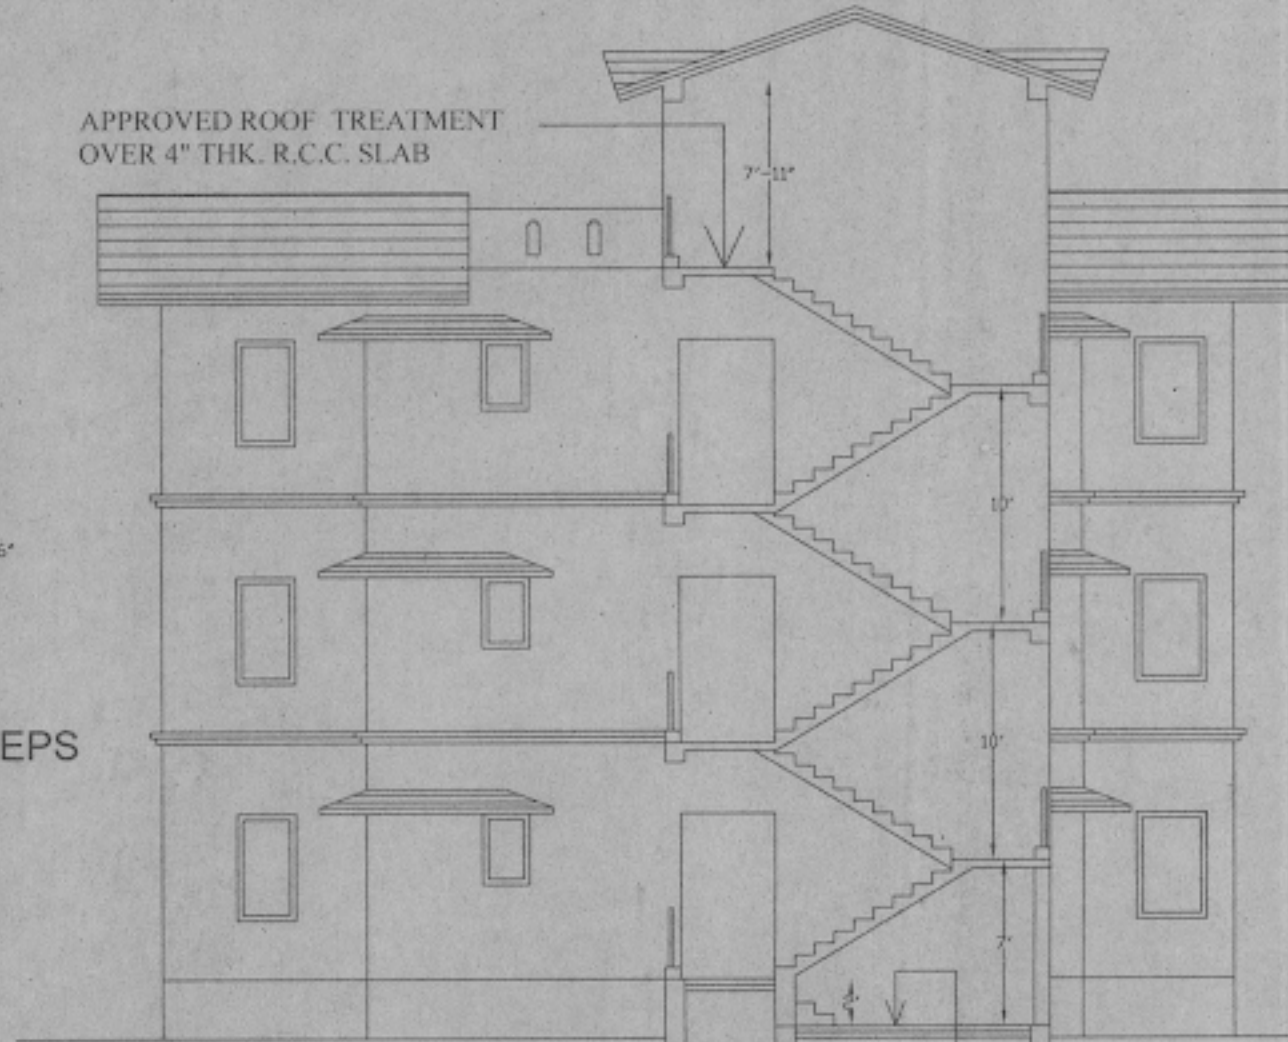 APPROVED ROOF TREATMENT
OVER 4" THK. R.C.C. SLAB
7'-11"
10'
EPS
10'
7'